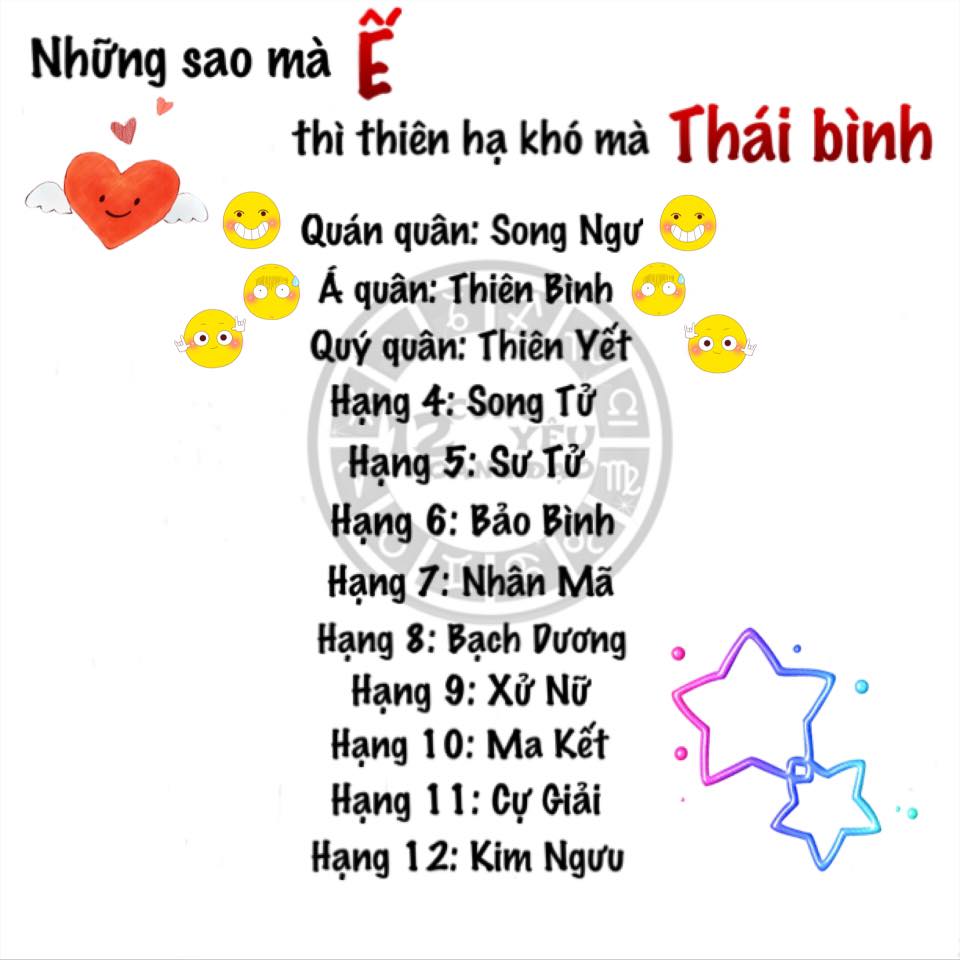 Những sao mà Ế
thì thiên hạ khó mà Thái bình
Quán quân: Song Ngư
Á quân: Thiên Bình
Quý quân: Thiên Yết
Hạng 4: Song Tử
Hạng 5: Sư Tử
Hạng 6: Bảo Bình
Hạng 7: Nhân Mã
Hạng 8: Bạch Dương
Hạng 9: Xử Nữ
Hạng 10: Ma Kết
Hạng 11: Cự Giải
Hạng 12: Kim Ngưu